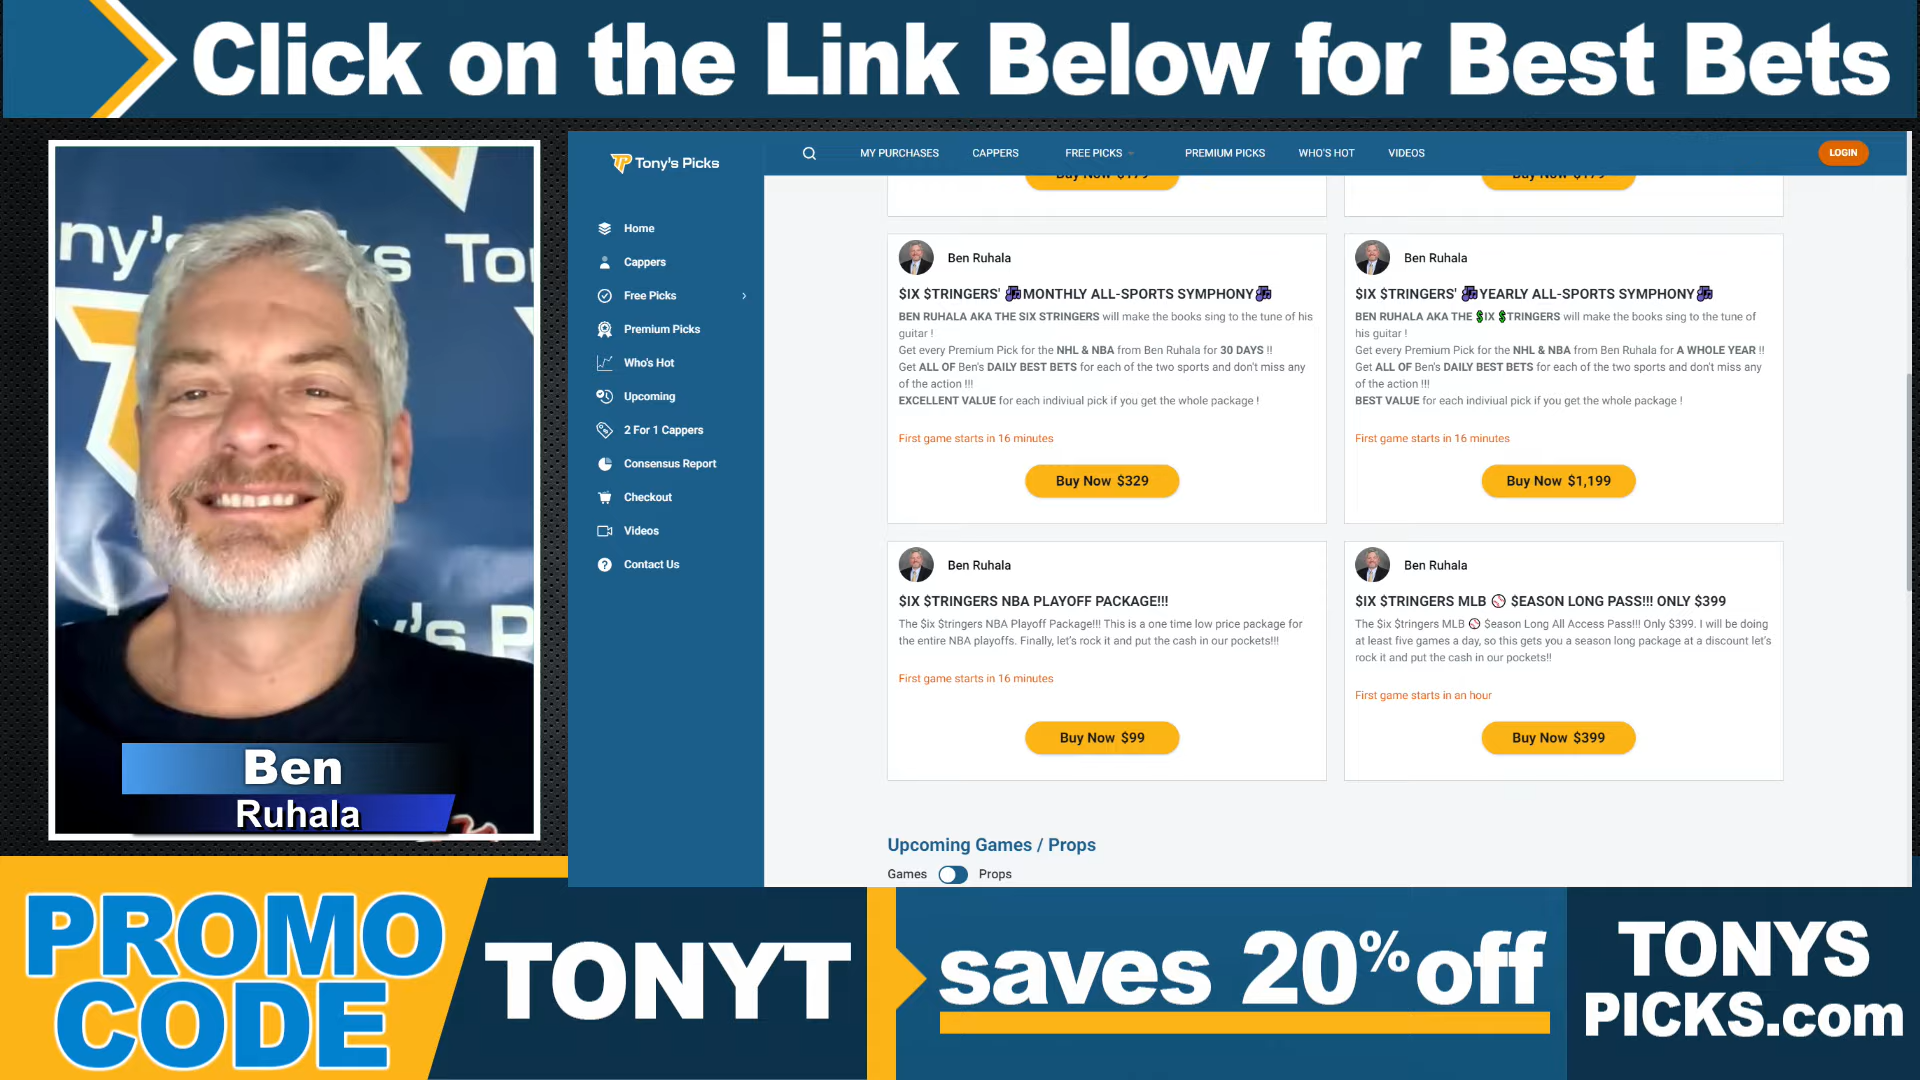 Click on the Link Below for Best Bets
Tony's Picks
MY PURCHASES
CAPPERS
FREE PICKS
PREMIUM PICKS
WHO'S HOT
VIDEOS
LOGIN
Home
Cappers
Free Picks
Premium Picks
Who's Hot
Upcoming
2 For 1 Cappers
Consensus Report
Checkout
Videos
Contact Us
Buy Now $179
Buy Now $179
Ben Ruhala
$IX $TRINGERS' 🎶MONTHLY ALL-SPORTS SYMPHONY🎶
BEN RUHALA AKA THE SIX STRINGERS will make the books sing to the tune of his
guitar !
Get every Premium Pick for the NHL & NBA from Ben Ruhala for 30 DAYS !!
Get ALL OF Ben's DAILY BEST BETS for each of the two sports and don't miss any
of the action !!!
EXCELLENT VALUE for each indiviual pick if you get the whole package !
First game starts in 16 minutes
Buy Now $329
Ben Ruhala
$IX $TRINGERS' 🎶YEARLY ALL-SPORTS SYMPHONY🎶
BEN RUHALA AKA THE 💲IX 💲TRINGERS will make the books sing to the tune of
his guitar !
Get every Premium Pick for the NHL & NBA from Ben Ruhala for A WHOLE YEAR !!
Get ALL OF Ben's DAILY BEST BETS for each of the two sports and don't miss any
of the action !!!
BEST VALUE for each indiviual pick if you get the whole package !
First game starts in 16 minutes
Buy Now $1,199
Ben Ruhala
$IX $TRINGERS NBA PLAYOFF PACKAGE!!!
The $ix $tringers NBA Playoff Package!!! This is a one time low price package for
the entire NBA playoffs. Finally, let's rock it and put the cash in our pockets!!!
First game starts in 16 minutes
Buy Now $99
Ben Ruhala
$IX $TRINGERS MLB ⚾ $EASON LONG PASS!!! ONLY $399
The $ix $tringers MLB ⚾ $eason Long All Access Pass!!! Only $399. I will be doing
at least five games a day, so this gets you a season long package at a discount let's
rock it and put the cash in our pockets!!
First game starts in an hour
Buy Now $399
Upcoming Games / Props
Games
Props
ny's
ks
To
's P
Ben
Ruhala
PROMO
CODE
TONYT
saves 20% off
TONYS
PICKS.com